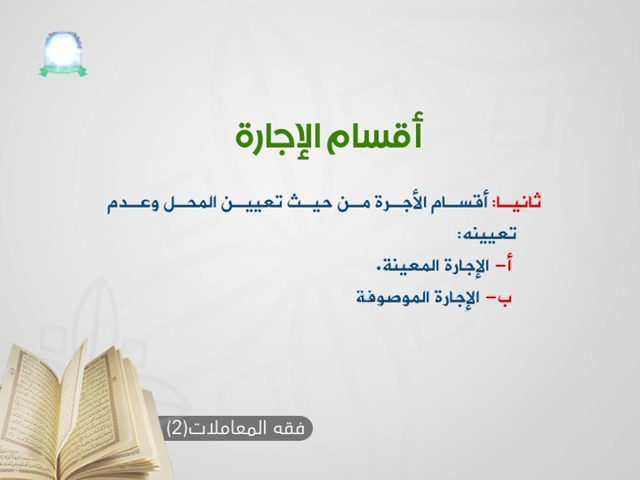 أقسام الإجارة
ثانيا: أقسام الأجرة من حيث تعيين المحل وعدم
تعيينه:
أ- الإجارة المعينة.
ب- الإجارة الموصوفة
فقه المعاملات(2)